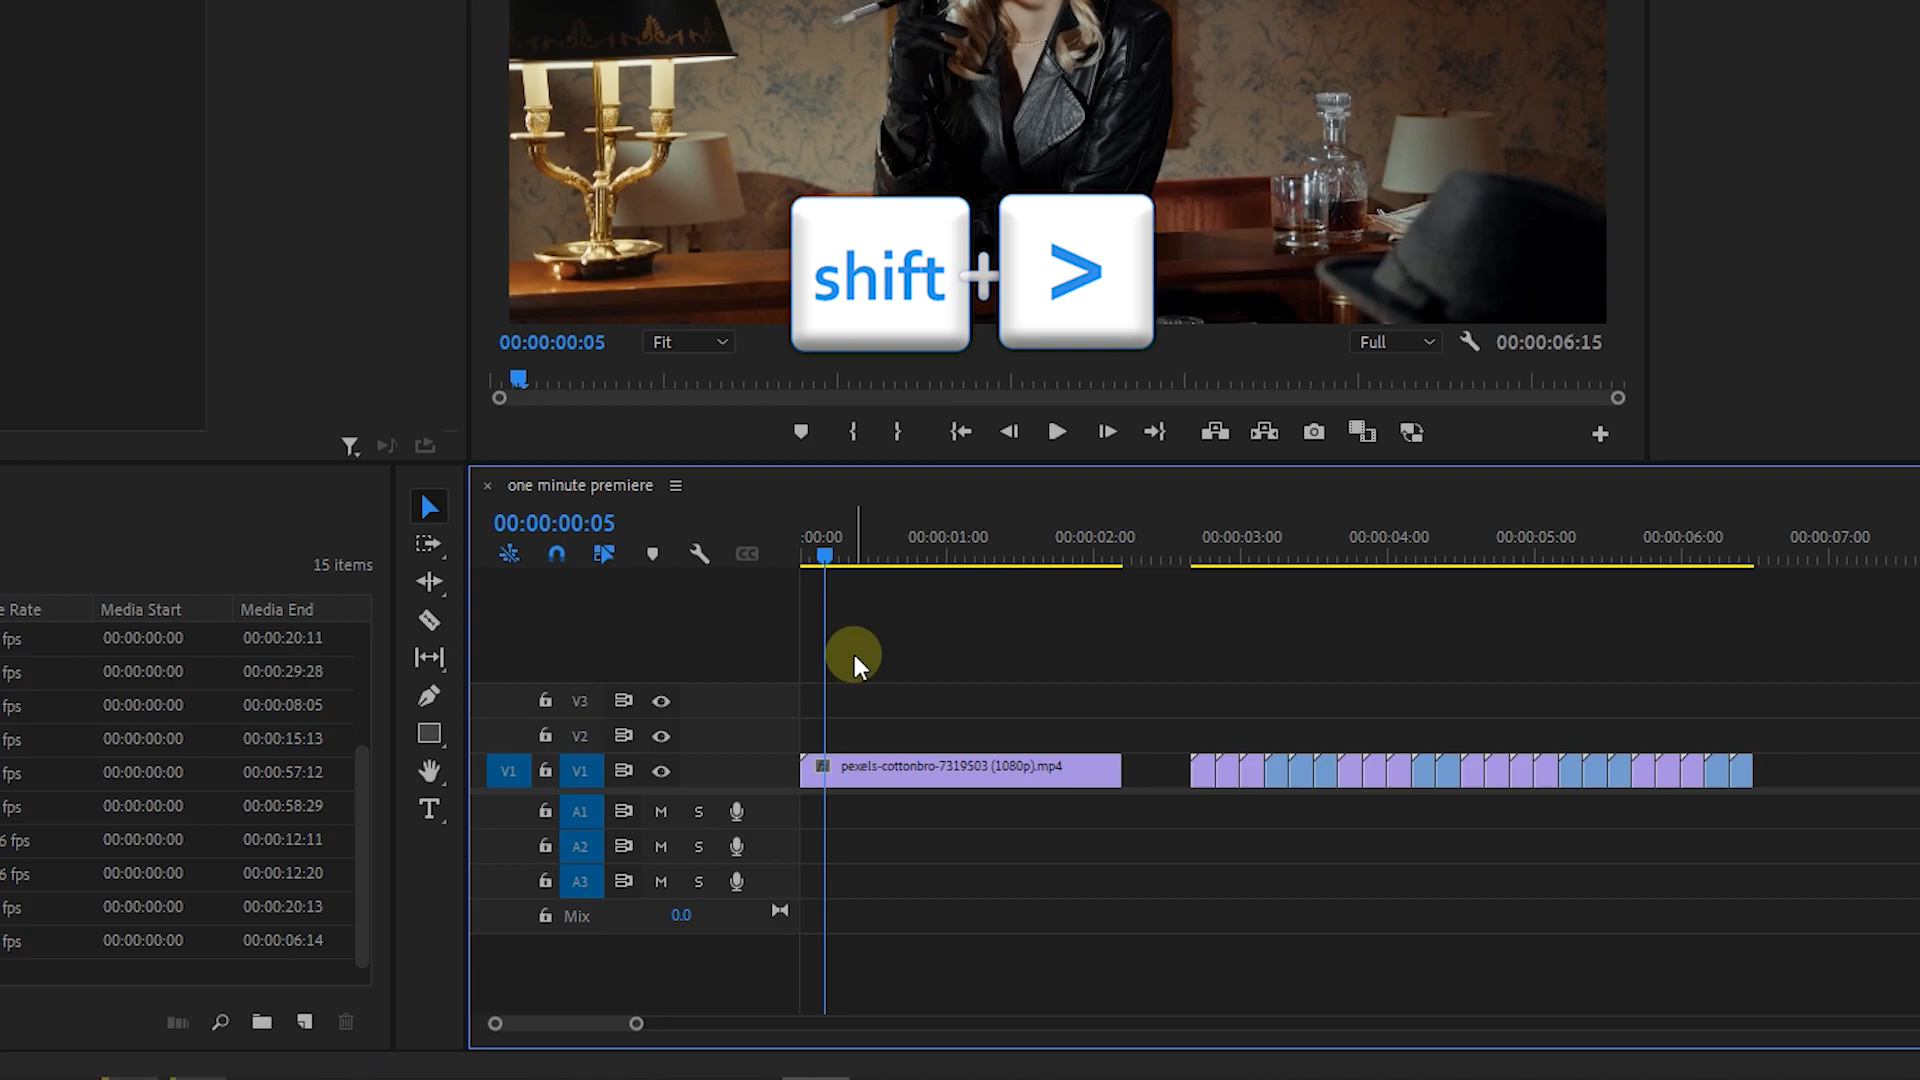 shift + >
00:00:00:05 Fit Full 00:00:06:15
× one minute premiere
00:00:00:05
:00:00 00:00:01:00 00:00:02:00 00:00:03:00 00:00:04:00 00:00:05:00 00:00:06:00 00:00:07:00
CC
15 items
e Rate Media Start Media End
fps 00:00:00:00 00:00:20:11
fps 00:00:00:00 00:00:29:28
fps 00:00:00:00 00:00:08:05
fps 00:00:00:00 00:00:15:13
fps 00:00:00:00 00:00:57:12
fps 00:00:00:00 00:00:58:29
6 fps 00:00:00:00 00:00:12:11
6 fps 00:00:00:00 00:00:12:20
fps 00:00:00:00 00:00:20:13
fps 00:00:00:00 00:00:06:14
T
V3
V2
V1 V1 fx pexels-cottonbro-7319503 (1080p).mp4
A1 M S
A2 M S
A3 M S
Mix 0.0